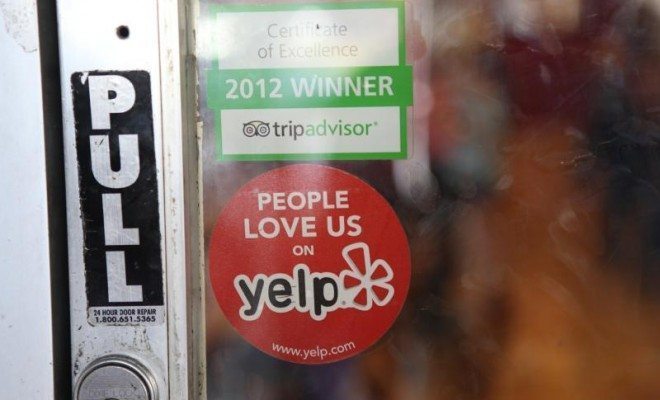 PULL
24 HOUR DOOR REPAIR
1.800.651.5365
Certificate
of Excellence
2012 WINNER
tripadvisor®
PEOPLE
LOVE US
ON
yelp
www.yelp.com